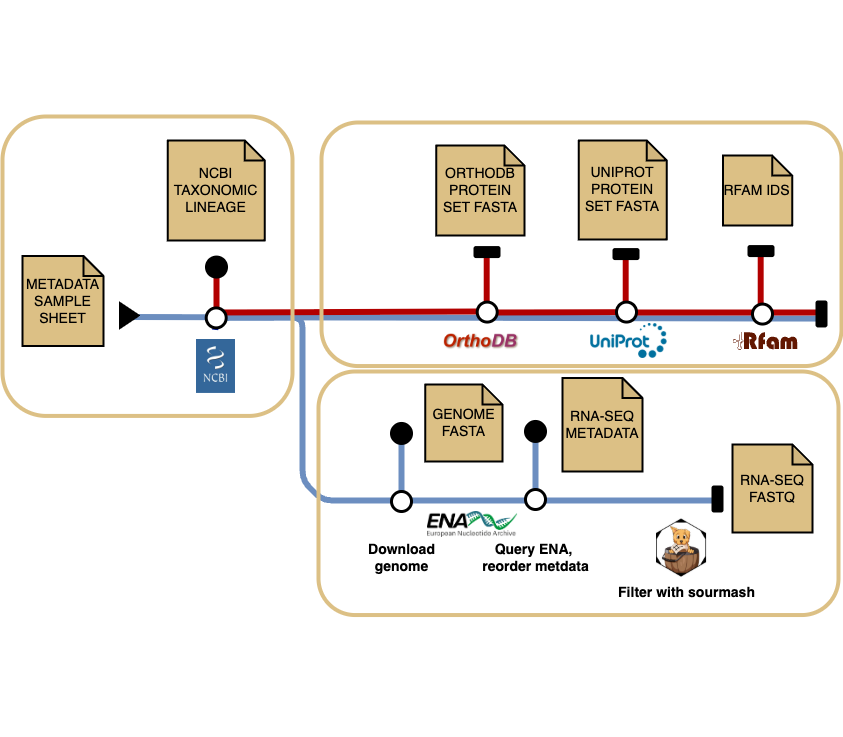 NCBI
TAXONOMIC
LINEAGE
METADATA
SAMPLE
SHEET
NCBI
ORTHODB
PROTEIN
SET FASTA
UNIPROT
PROTEIN
SET FASTA
RFAM IDS
OrthoDB
UniProt
Rfam
GENOME
FASTA
RNA-SEQ
METADATA
RNA-SEQ
FASTQ
ENA
European Nucleotide Archive
Download
genome
Query ENA,
reorder metdata
Filter with sourmash